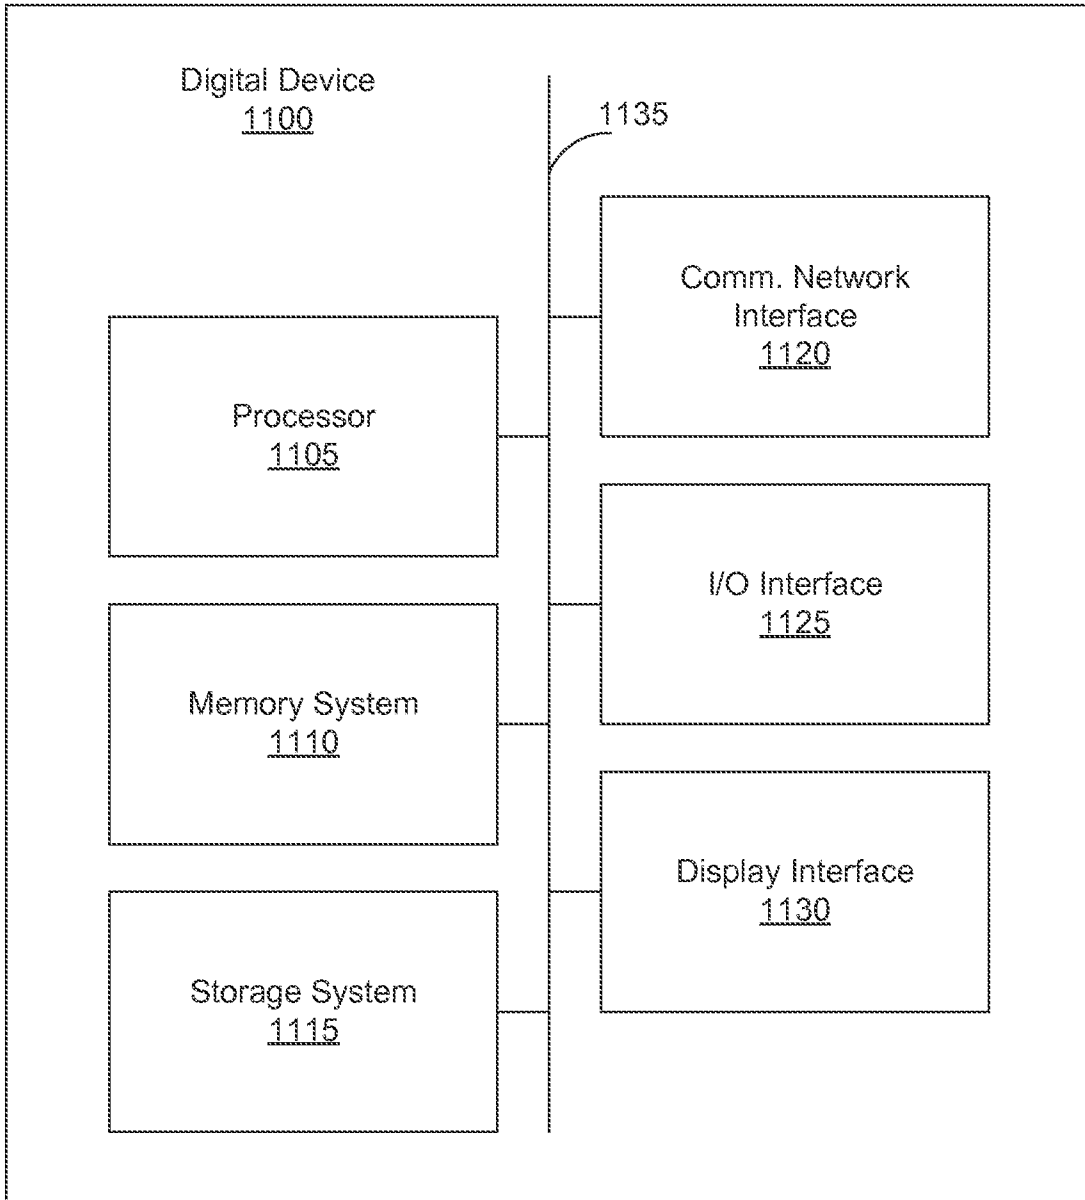 Digital Device
1100
1135
Comm. Network
Interface
1120
Processor
1105
I/O Interface
1125
Memory System
1110
Display Interface
1130
Storage System
1115